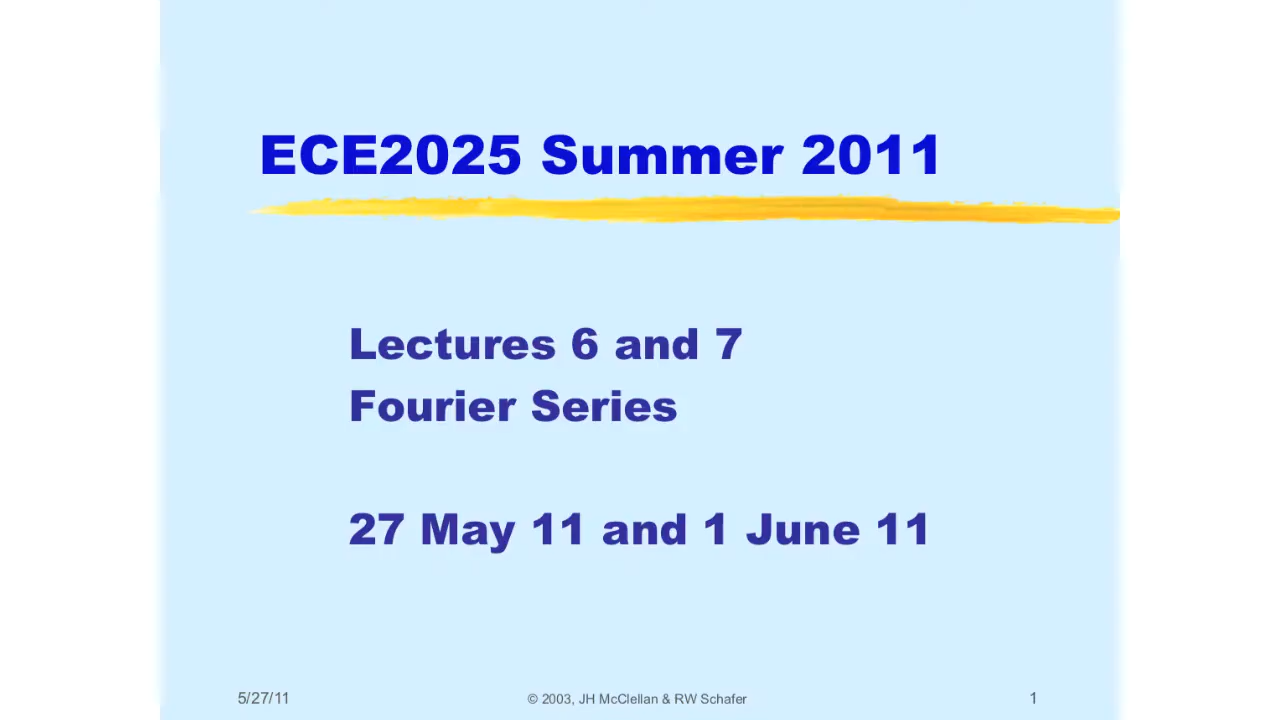 ECE2025 Summer 2011
Lectures 6 and 7
Fourier Series
27 May 11 and 1 June 11
5/27/11
© 2003, JH McClellan & RW Schafer
1